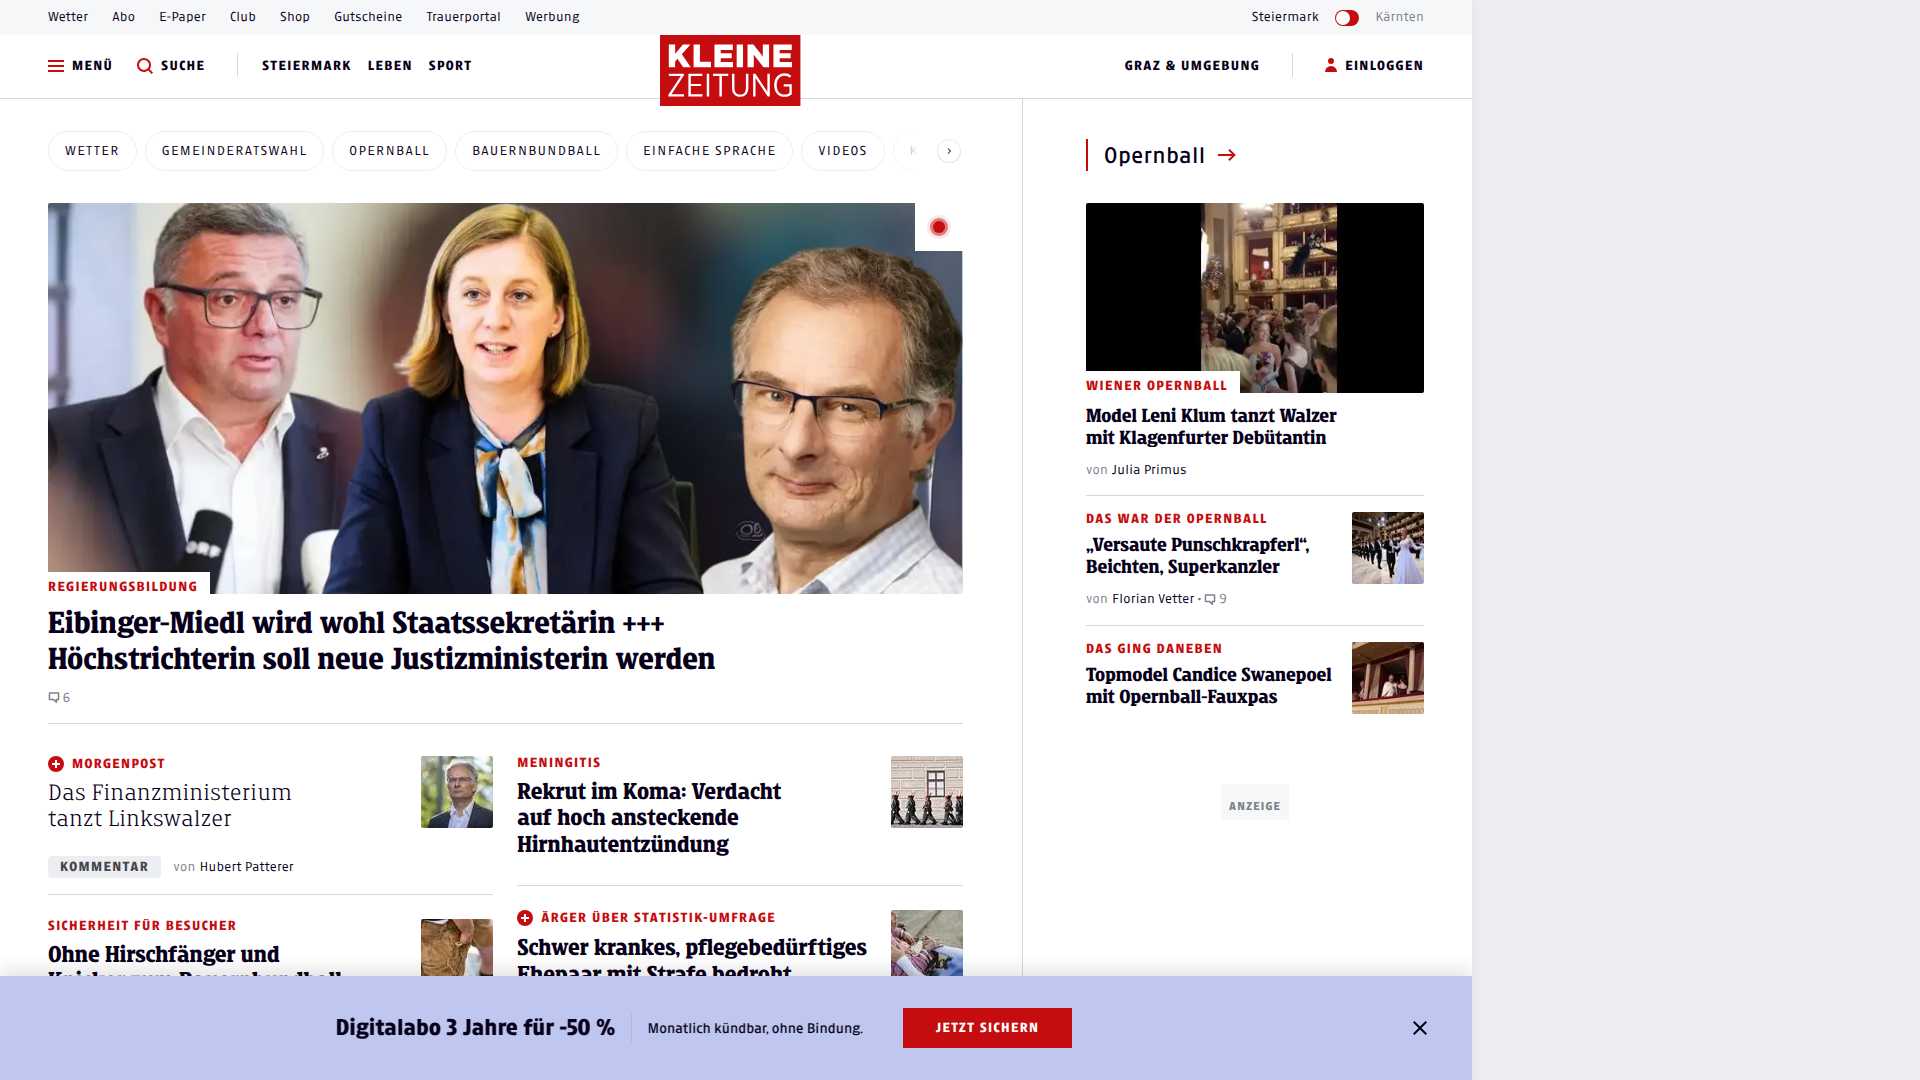 Wetter Abo E-Paper Club Shop Gutscheine Trauerportal Werbung
Steiermark Kärnten
MENÜ SUCHE STEIERMARK LEBEN SPORT
KLEINE
ZEITUNG
GRAZ & UMGEBUNG EINLOGGEN
WETTER GEMEINDERATSWAHL OPERNBALL BAUERNBUNDBALL EINFACHE SPRACHE VIDEOS K
ORF
REGIERUNGSBILDUNG
Eibinger-Miedl wird wohl Staatssekretärin +++
Höchstrichterin soll neue Justizministerin werden
6
MORGENPOST
Das Finanzministerium
tanzt Linkswalzer
KOMMENTAR von Hubert Patterer
SICHERHEIT FÜR BESUCHER
Ohne Hirschfänger und
MENINGITIS
Rekrut im Koma: Verdacht
auf hoch ansteckende
Hirnhautentzündung
ÄRGER ÜBER STATISTIK-UMFRAGE
Schwer krankes, pflegebedürftiges
Ehepaar mit Strafe bedroht
Opernball
WIENER OPERNBALL
Model Leni Klum tanzt Walzer
mit Klagenfurter Debütantin
von Julia Primus
DAS WAR DER OPERNBALL
„Versaute Punschkrapferl“,
Beichten, Superkanzler
von Florian Vetter · 9
DAS GING DANEBEN
Topmodel Candice Swanepoel
mit Opernball-Fauxpas
ANZEIGE
Digitalabo 3 Jahre für -50 %
Monatlich kündbar, ohne Bindung.
JETZT SICHERN